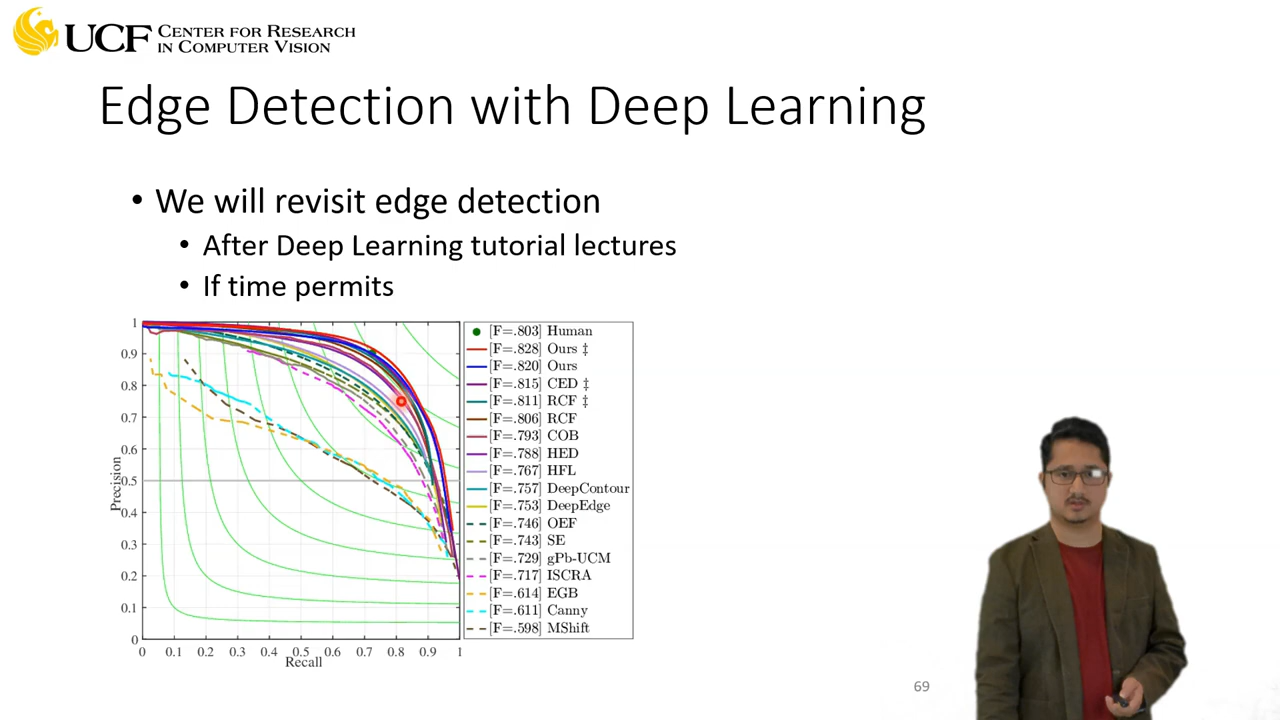 UCF CENTER FOR RESEARCH
IN COMPUTER VISION
Edge Detection with Deep Learning
• We will revisit edge detection
• After Deep Learning tutorial lectures
• If time permits
1
0.9
0.8
0.7
0.6
0.5
0.4
0.3
0.2
0.1
0
Precision
0 0.1 0.2 0.3 0.4 0.5 0.6 0.7 0.8 0.9 1
Recall
[F=.803] Human
[F=.828] Ours ‡
[F=.820] Ours
[F=.815] CED ‡
[F=.811] RCF ‡
[F=.806] RCF
[F=.793] COB
[F=.788] HED
[F=.767] HFL
[F=.757] DeepContour
[F=.753] DeepEdge
[F=.746] OEF
[F=.743] SE
[F=.729] gPb-UCM
[F=.717] ISCRA
[F=.614] EGB
[F=.611] Canny
[F=.598] MShift
69